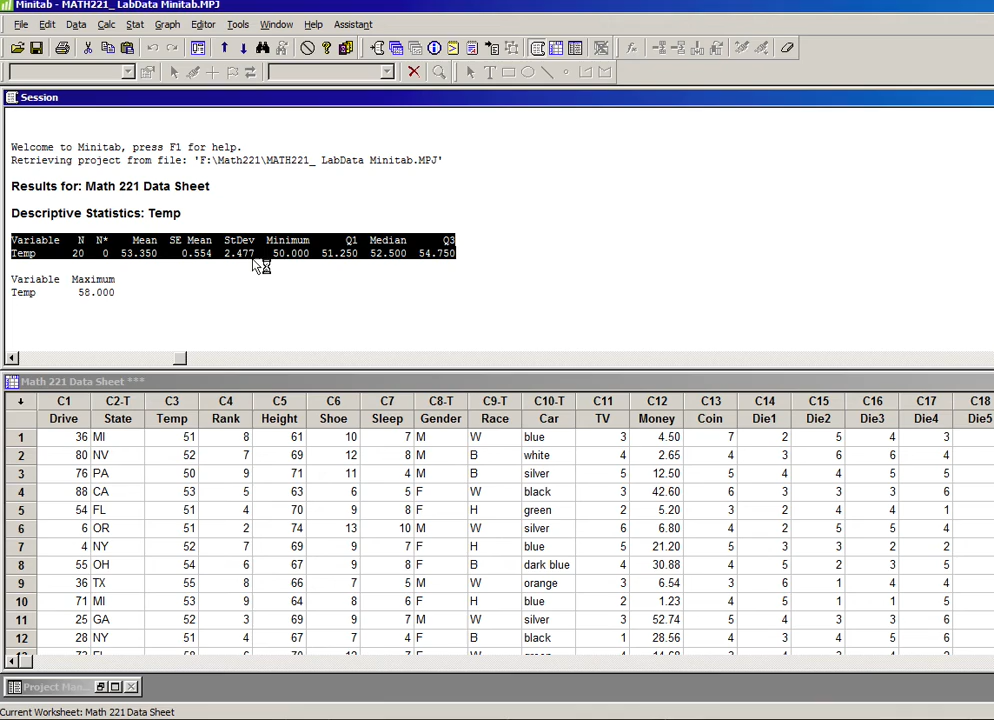 Minitab - MATH221_ LabData Minitab.MPJ
File Edit Data Calc Stat Graph Editor Tools Window Help Assistant
Session
Welcome to Minitab, press F1 for help.
Retrieving project from file: 'F:\Math221\MATH221_ LabData Minitab.MPJ'
Results for: Math 221 Data Sheet
Descriptive Statistics: Temp
Variable N N* Mean SE Mean StDev Minimum Q1 Median Q3
Temp 20 0 53.350 0.554 2.477 50.000 51.250 52.500 54.750
Variable Maximum
Temp 58.000
Math 221 Data Sheet ***
C1 C2-T C3 C4 C5 C6 C7 C8-T C9-T C10-T C11 C12 C13 C14 C15 C16 C17 C18
Drive State Temp Rank Height Shoe Sleep Gender Race Car TV Money Coin Die1 Die2 Die3 Die4 Die5
1 36 MI 51 8 61 10 7 M W blue 3 4.50 7 2 5 4 3
2 80 NV 52 7 69 12 8 M B white 4 2.65 4 3 6 6 4
3 76 PA 50 9 71 11 4 M B silver 5 12.50 5 4 4 5 5
4 88 CA 53 5 63 6 5 F W black 3 42.60 6 3 3 3 6
5 54 FL 51 4 70 9 8 F H green 2 5.20 3 2 4 4 1
6 6 OR 51 2 74 13 10 M W silver 6 6.80 4 2 5 5 4
7 4 NY 52 7 69 9 7 F H blue 5 21.20 5 3 3 2 2
8 55 OH 54 6 67 9 8 F B dark blue 4 30.88 4 5 2 3 5
9 36 TX 55 8 66 7 5 M W orange 3 6.54 3 6 1 4 4
10 71 MI 53 9 64 8 6 F H blue 2 1.23 4 5 1 1 5
11 25 GA 52 3 69 9 7 M W silver 3 52.74 5 4 3 3 6
12 28 NY 51 4 67 7 4 F B black 1 28.56 4 3 4 5 6
Project Man...
Current Worksheet: Math 221 Data Sheet